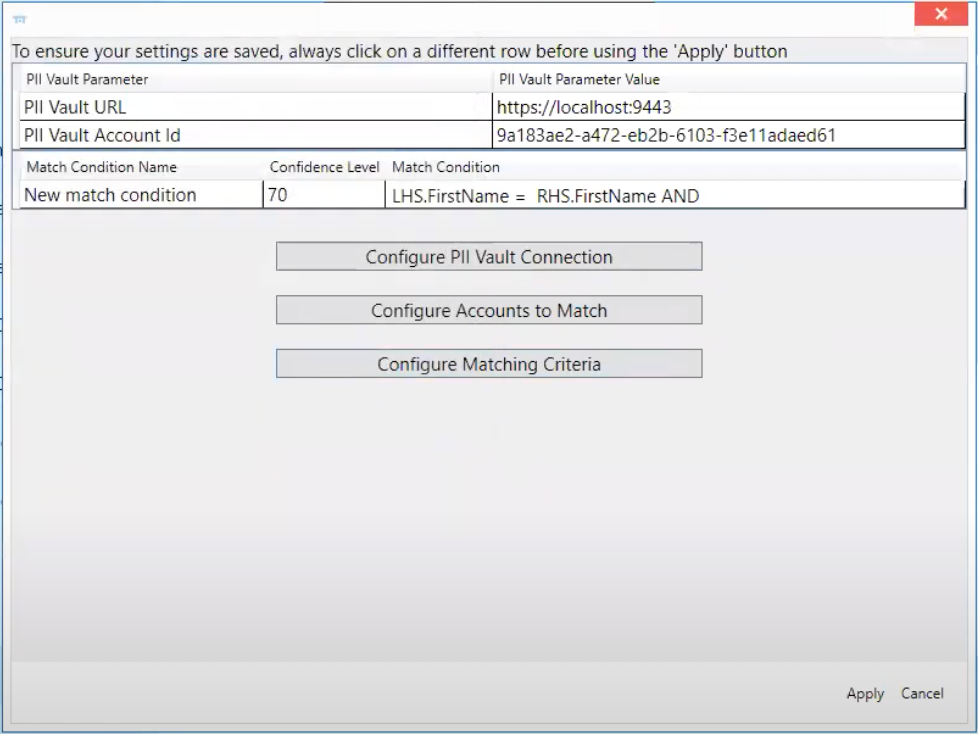 To ensure your settings are saved, always click on a different row before using the 'Apply' button
PII Vault Parameter PII Vault Parameter Value
PII Vault URL https://localhost:9443
PII Vault Account Id 9a183ae2-a472-eb2b-6103-f3e11adaed61
Match Condition Name Confidence Level Match Condition
New match condition 70 LHS.FirstName = RHS.FirstName AND
Configure PII Vault Connection
Configure Accounts to Match
Configure Matching Criteria
Apply Cancel